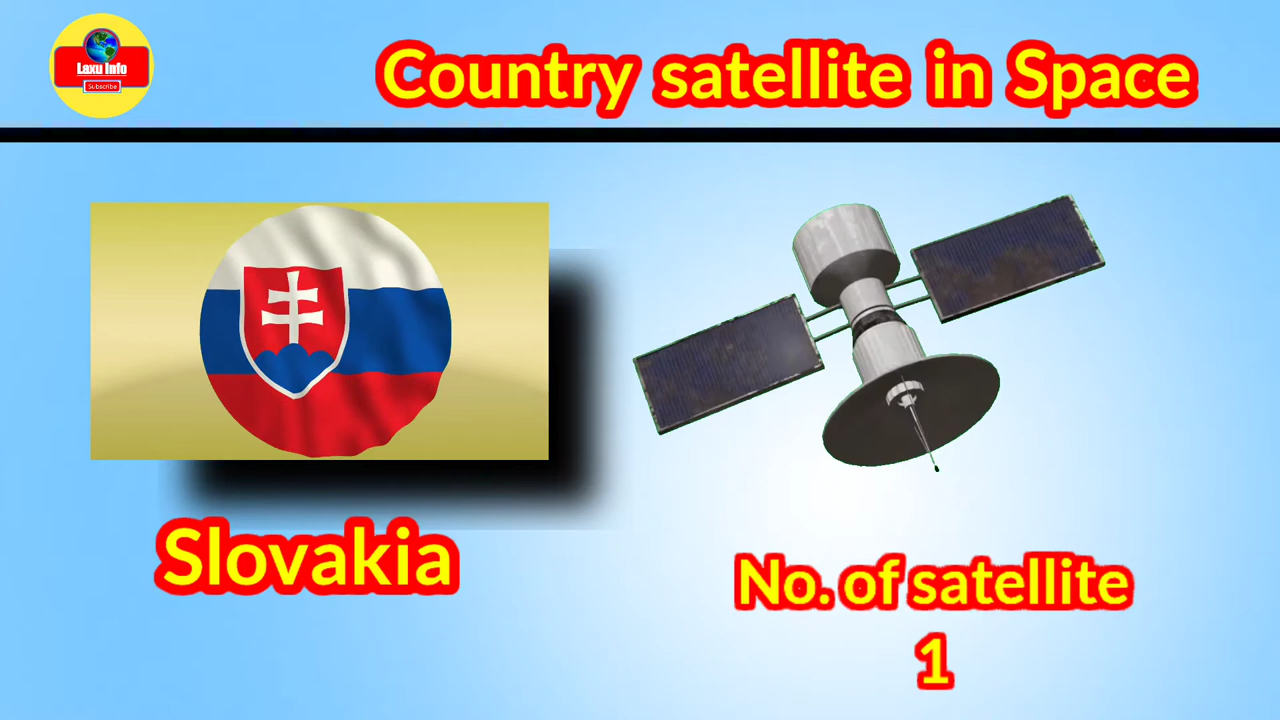 Laxu Info
Subscribe
Country satellite in Space
Slovakia
No. of satellite
1